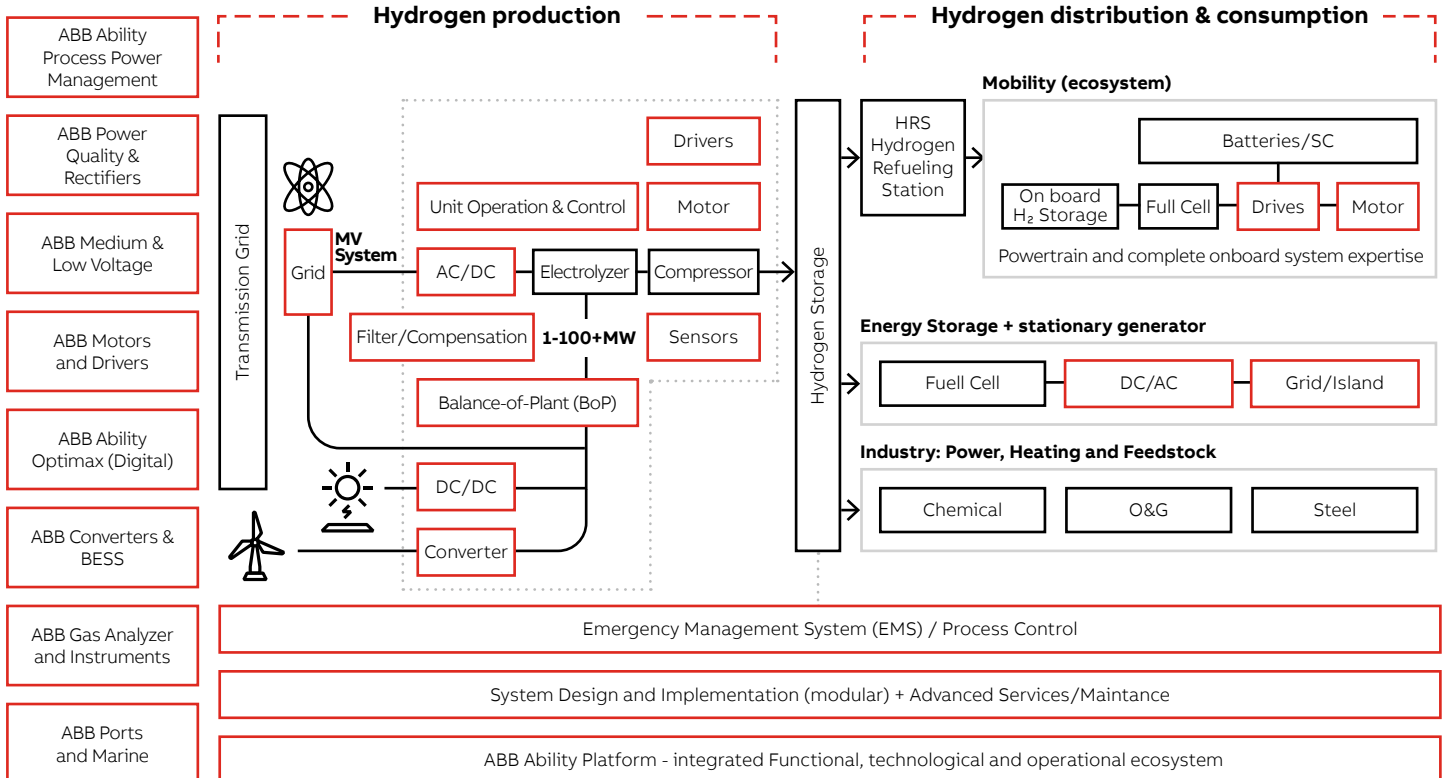 Hydrogen production
Hydrogen distribution & consumption
ABB Ability
Process Power
Management
ABB Power
Quality &
Rectifiers
ABB Medium &
Low Voltage
ABB Motors
and Drivers
ABB Ability
Optimax (Digital)
ABB Converters &
BESS
ABB Gas Analyzer
and Instruments
ABB Ports
and Marine
Transmission Grid
Grid
MV
System
Drivers
Unit Operation & Control
Motor
AC/DC
Electrolyzer
Compressor
Filter/Compensation
1-100+MW
Sensors
Balance-of-Plant (BoP)
DC/DC
Converter
Hydrogen Storage
HRS
Hydrogen
Refueling
Station
Mobility (ecosystem)
Batteries/SC
On board
H₂ Storage
Full Cell
Drives
Motor
Powertrain and complete onboard system expertise
Energy Storage + stationary generator
Fuell Cell
DC/AC
Grid/Island
Industry: Power, Heating and Feedstock
Chemical
O&G
Steel
Emergency Management System (EMS) / Process Control
System Design and Implementation (modular) + Advanced Services/Maintance
ABB Ability Platform - integrated Functional, technological and operational ecosystem